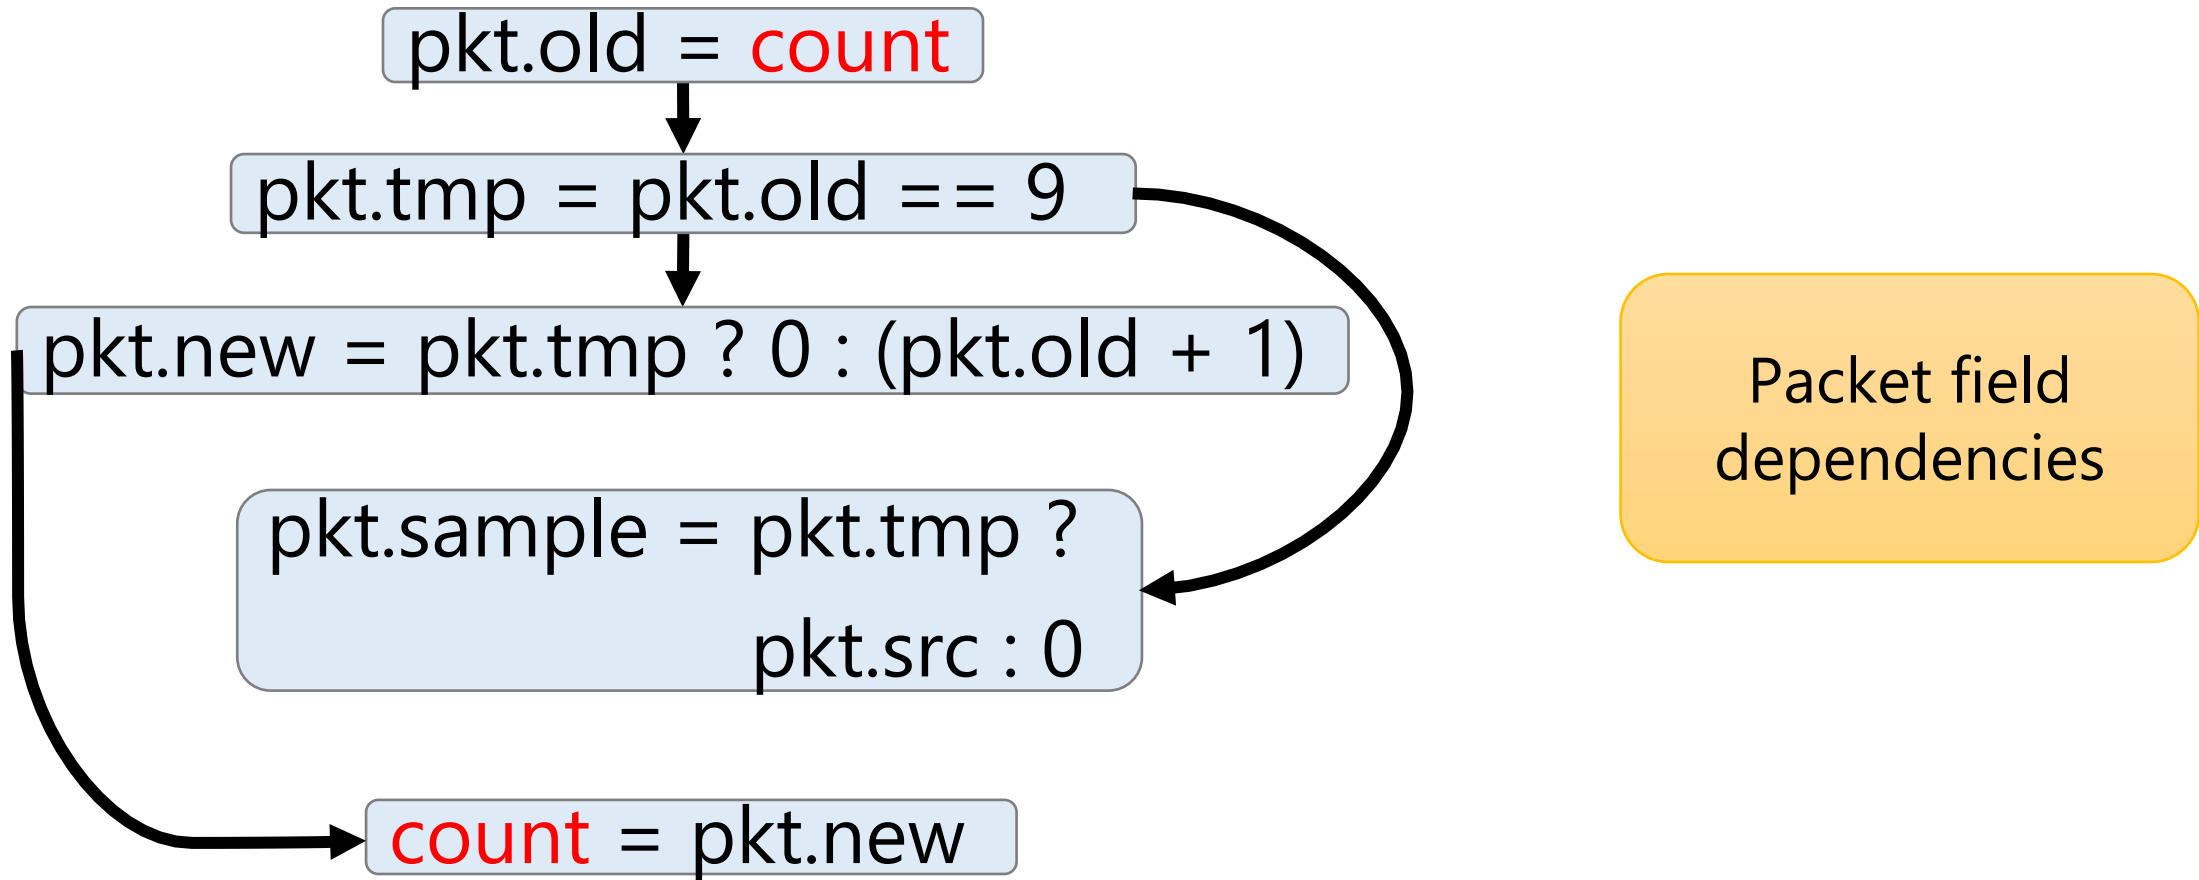 pkt.old = count
pkt.tmp = pkt.old == 9
pkt.new = pkt.tmp ? 0 : (pkt.old + 1)
pkt.sample = pkt.tmp ?
pkt.src : 0
count = pkt.new
Packet field
dependencies